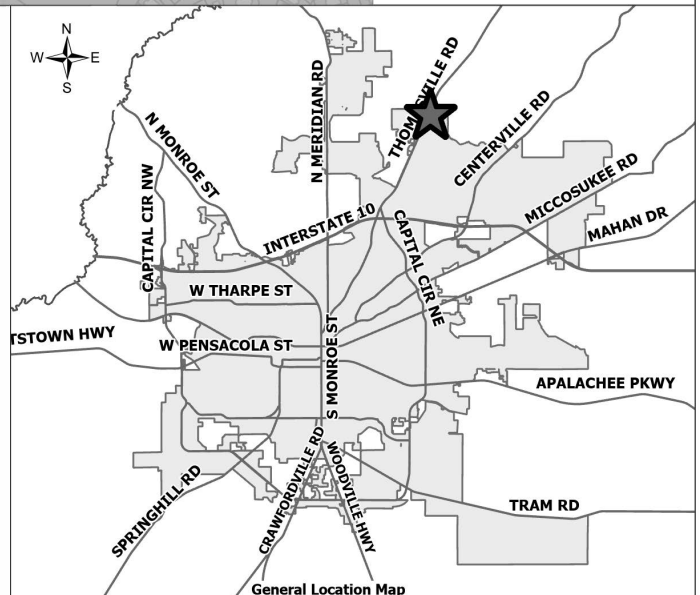 N
W E
S
THOMASVILLE RD
N MERIDIAN RD
CENTERVILLE RD
N MONROE ST
MICCOSUKEE RD
INTERSTATE 10
MAHAN DR
CAPITAL CIR NW
CAPITAL CIR NE
W THARPE ST
TSTOWN HWY
W PENSACOLA ST
S MONROE ST
APALACHEE PKWY
SPRINGHILL RD
CRAWFORDVILLE RD
WOODVILLE HWY
TRAM RD
General Location Map